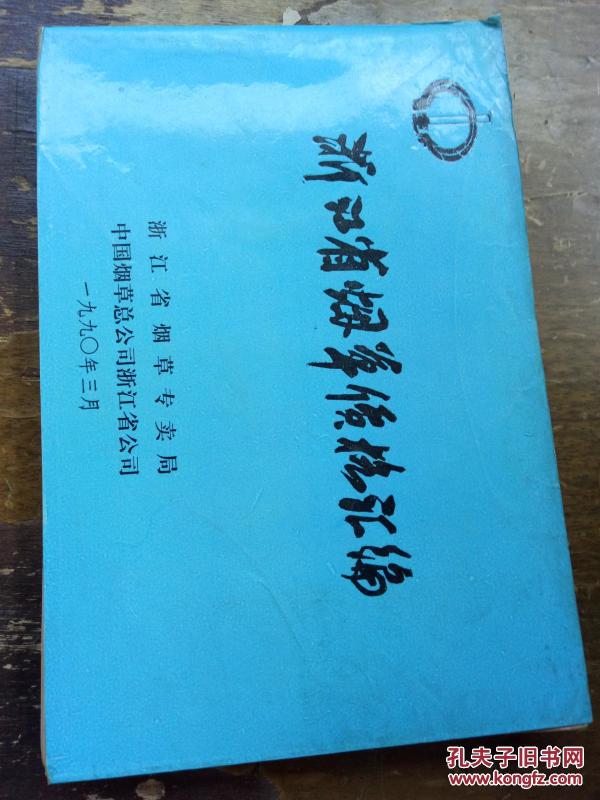 浙江省烟草价格汇编
浙江省烟草专卖局
中国烟草总公司浙江省公司
一九九〇年三月
孔夫子旧书网
www.kongfz.com